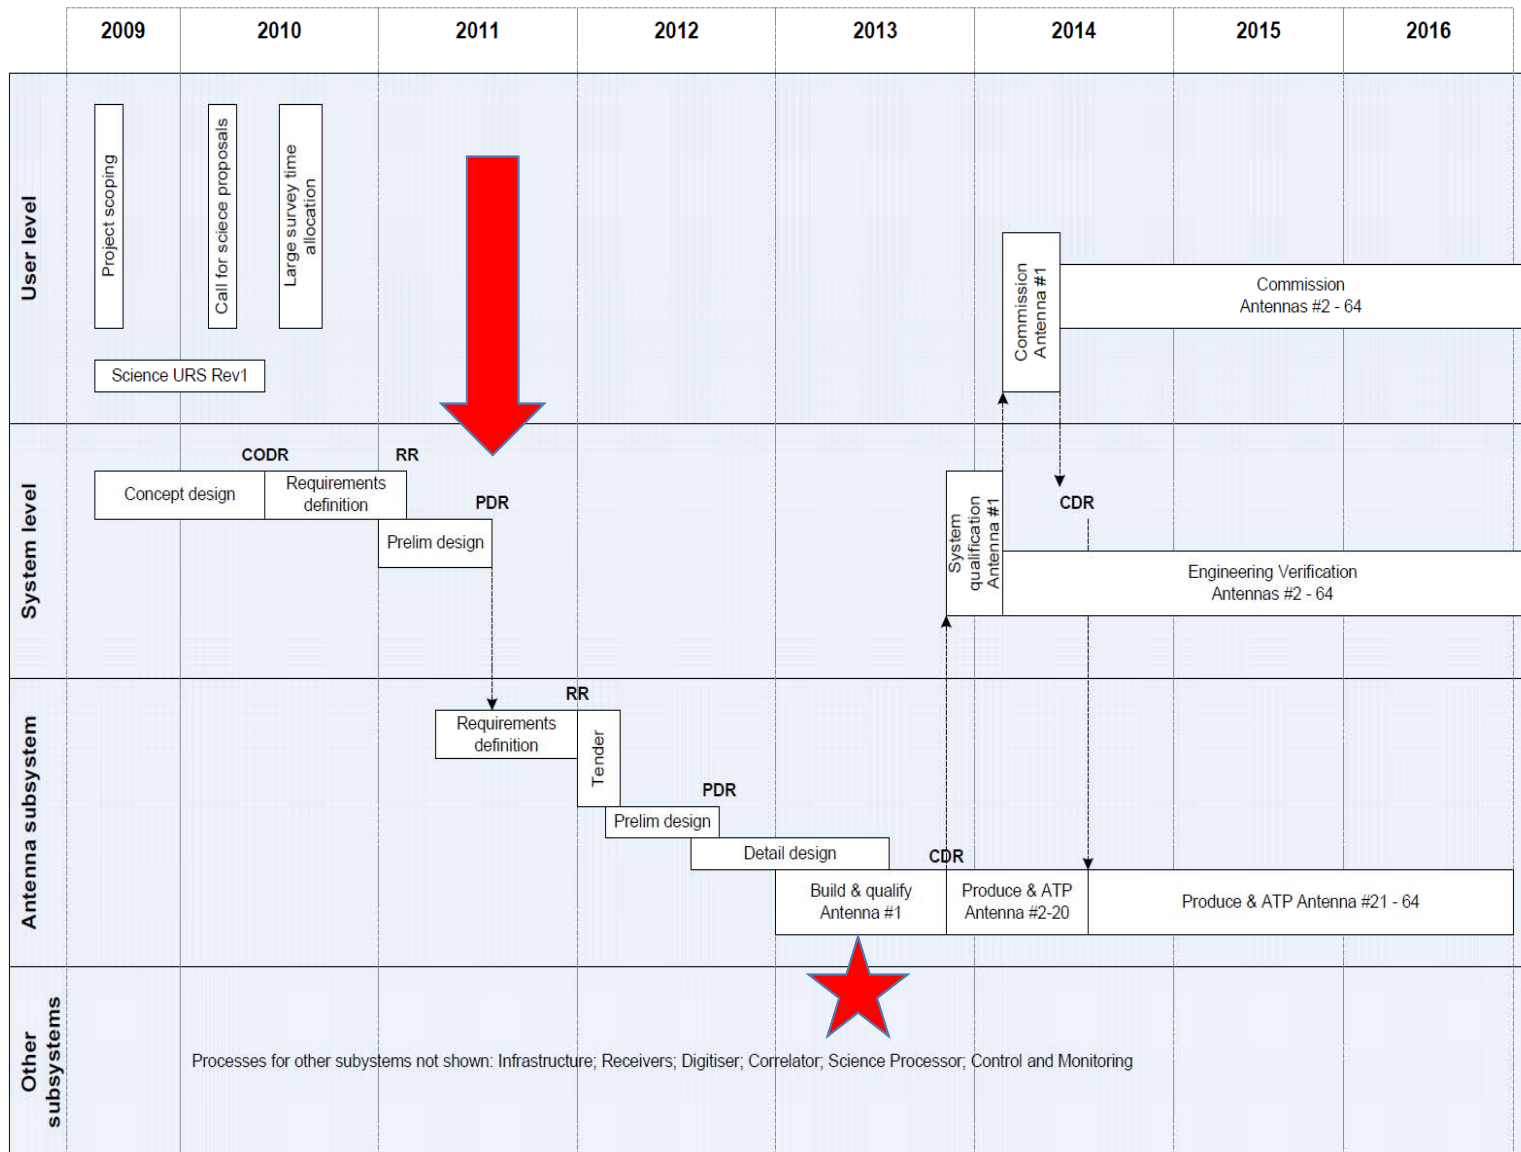 2009 2010 2011 2012 2013 2014 2015 2016
User level
Project scoping
Call for sciece proposals
Large survey time
allocation
Science URS Rev1
Commission
Antenna #1
Commission
Antennas #2 - 64
System level
CODR
RR
PDR
Concept design
Requirements
definition
Prelim design
System
qualification
Antenna #1
CDR
Engineering Verification
Antennas #2 - 64
Antenna subsystem
RR
Requirements
definition
Tender
PDR
Prelim design
Detail design
CDR
Build & qualify
Antenna #1
Produce & ATP
Antenna #2-20
Produce & ATP Antenna #21 - 64
Other
subsystems
Processes for other subystems not shown: Infrastructure; Receivers; Digitiser; Correlator; Science Processor; Control and Monitoring